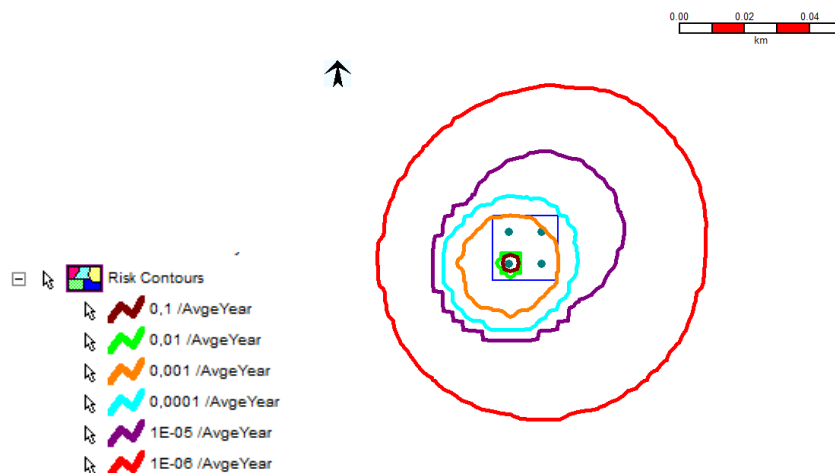 0.00 0.02 0.04
km
Risk Contours
0,1 /AvgeYear
0,01 /AvgeYear
0,001 /AvgeYear
0,0001 /AvgeYear
1E-05 /AvgeYear
1E-06 /AvgeYear